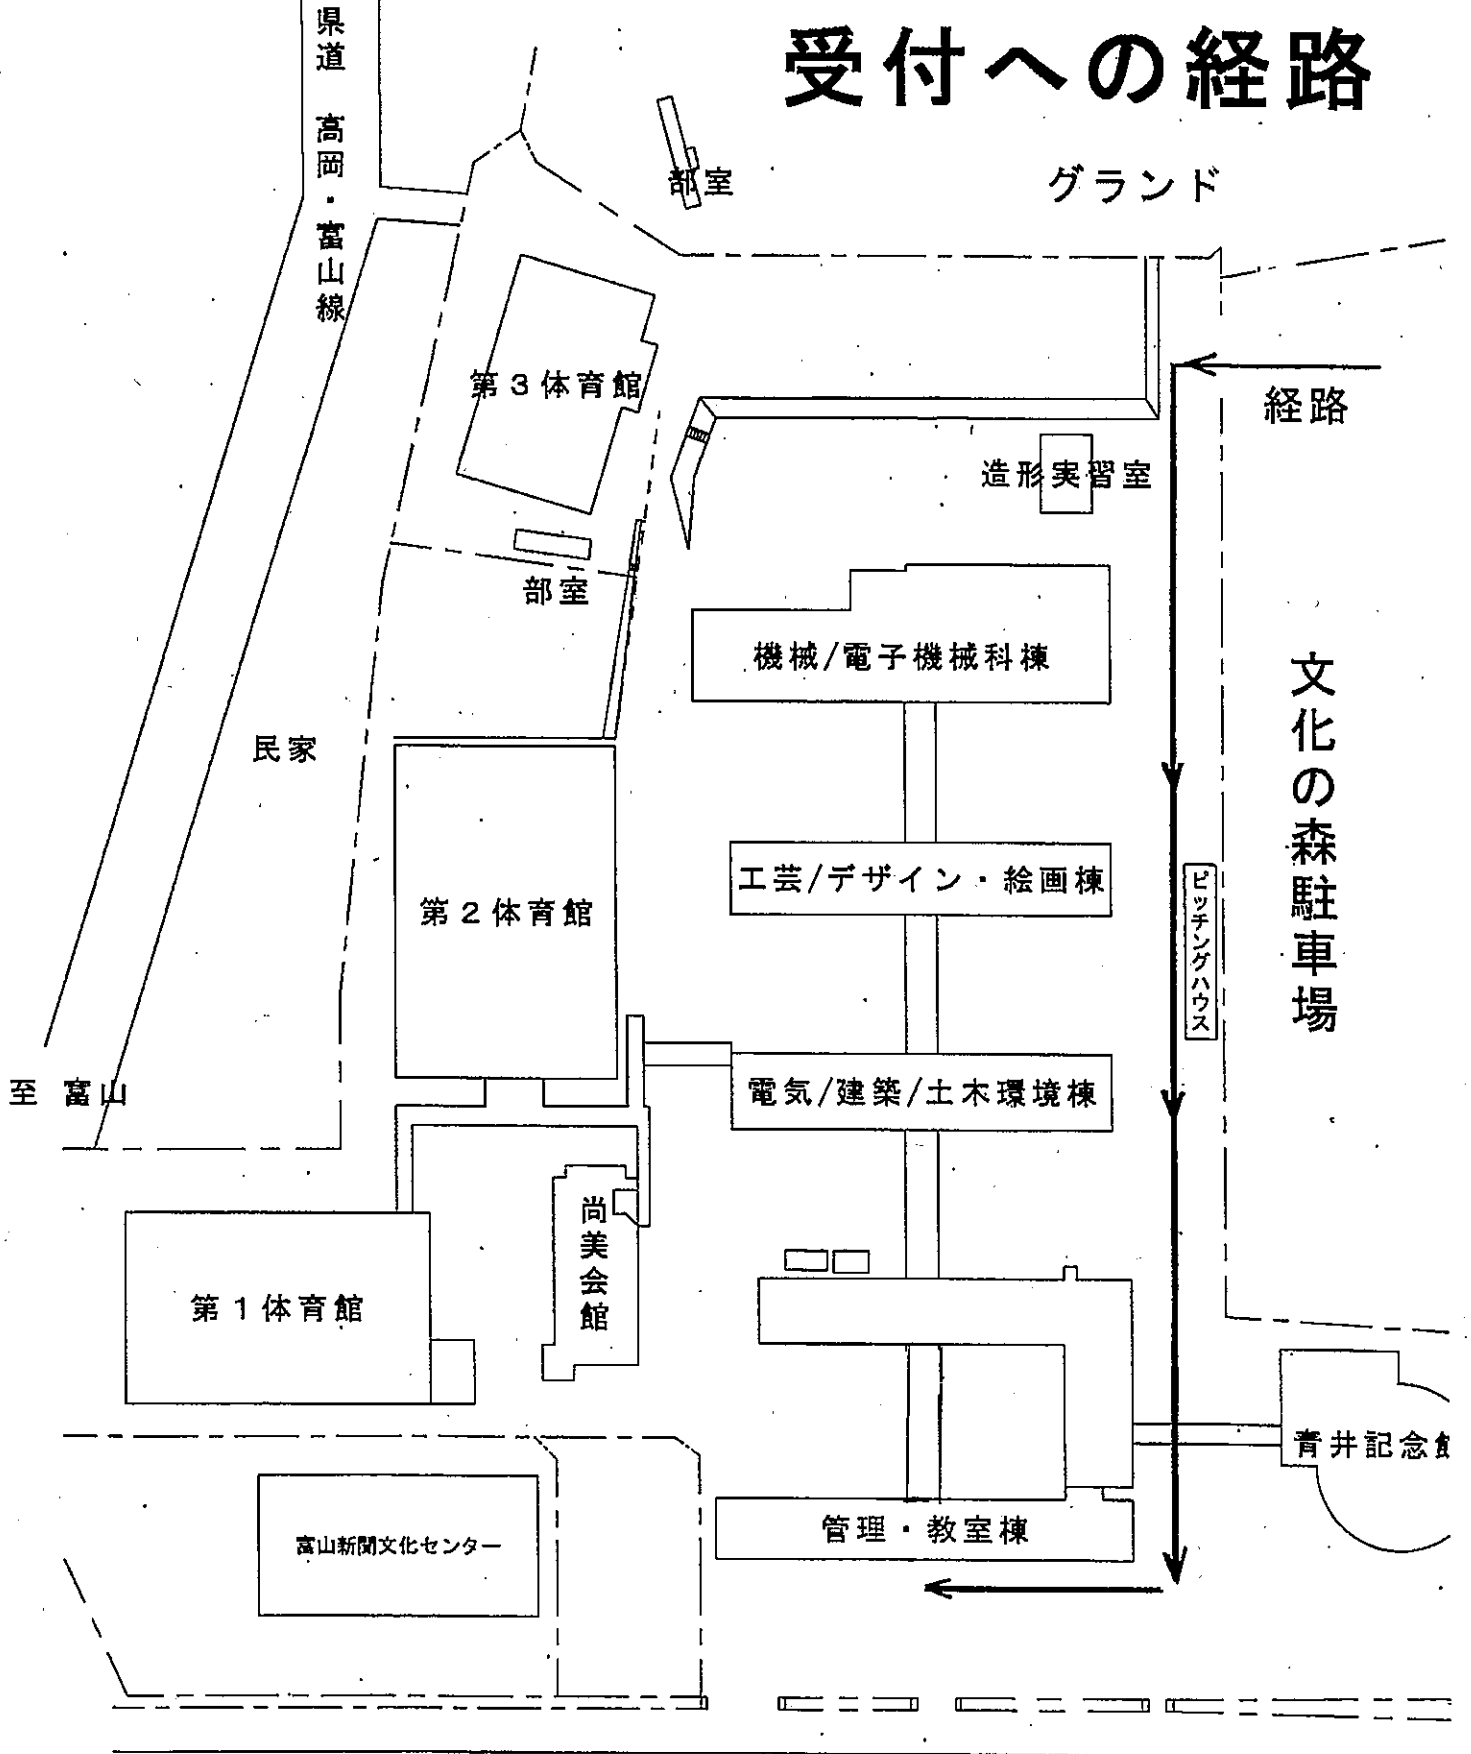 受付への経路
県道 高岡・富山線
部室
グランド
第3体育館
経路
造形実習室
部室
機械/電子機械科棟
文化の森駐車場
民家
工芸/デザイン・絵画棟
ピッチングハウス
第2体育館
至 富山
電気/建築/土木環境棟
尚美会館
第1体育館
青井記念館
管理・教室棟
富山新聞文化センター